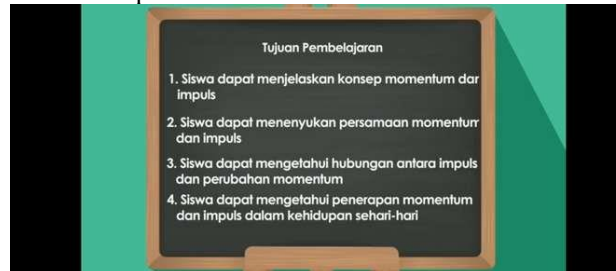 Tujuan Pembelajaran
1. Siswa dapat menjelaskan konsep momentum dar
impuls
2. Siswa dapat menenyukan persamaan momentum
dan impuls
3. Siswa dapat mengetahui hubungan antara impuls
dan perubahan momentum
4. Siswa dapat mengetahui penerapan momentum
dan impuls dalam kehidupan sehari-hari